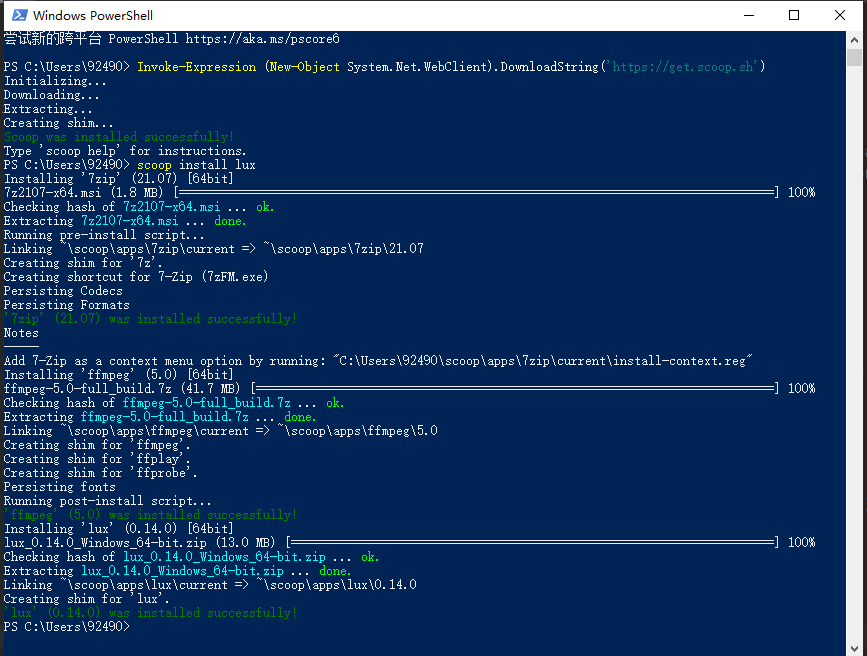 Windows PowerShell
尝试新的跨平台 PowerShell https://aka.ms/pscore6
PS C:\Users\92490> Invoke-Expression (New-Object System.Net.WebClient).DownloadString('https://get.scoop.sh')
Initializing...
Downloading...
Extracting...
Creating shim...
Scoop was installed successfully!
Type 'scoop help' for instructions.
PS C:\Users\92490> scoop install lux
Installing '7zip' (21.07) [64bit]
7z2107-x64.msi (1.8 MB) [=====================================================================================] 100%
Checking hash of 7z2107-x64.msi ... ok.
Extracting 7z2107-x64.msi ... done.
Running pre-install script...
Linking ~\scoop\apps\7zip\current => ~\scoop\apps\7zip\21.07
Creating shim for '7z'.
Creating shortcut for 7-Zip (7zFM.exe)
Persisting Codecs
Persisting Formats
'7zip' (21.07) was installed successfully!
Notes
-----
Add 7-Zip as a context menu option by running: "C:\Users\92490\scoop\apps\7zip\current\install-context.reg"
Installing 'ffmpeg' (5.0) [64bit]
ffmpeg-5.0-full_build.7z (41.7 MB) [==========================================================================] 100%
Checking hash of ffmpeg-5.0-full_build.7z ... ok.
Extracting ffmpeg-5.0-full_build.7z ... done.
Linking ~\scoop\apps\ffmpeg\current => ~\scoop\apps\ffmpeg\5.0
Creating shim for 'ffmpeg'.
Creating shim for 'ffplay'.
Creating shim for 'ffprobe'.
Persisting fonts
Running post-install script...
'ffmpeg' (5.0) was installed successfully!
Installing 'lux' (0.14.0) [64bit]
lux_0.14.0_Windows_64-bit.zip (13.0 MB) [=====================================================================] 100%
Checking hash of lux_0.14.0_Windows_64-bit.zip ... ok.
Extracting lux_0.14.0_Windows_64-bit.zip ... done.
Linking ~\scoop\apps\lux\current => ~\scoop\apps\lux\0.14.0
Creating shim for 'lux'.
'lux' (0.14.0) was installed successfully!
PS C:\Users\92490>